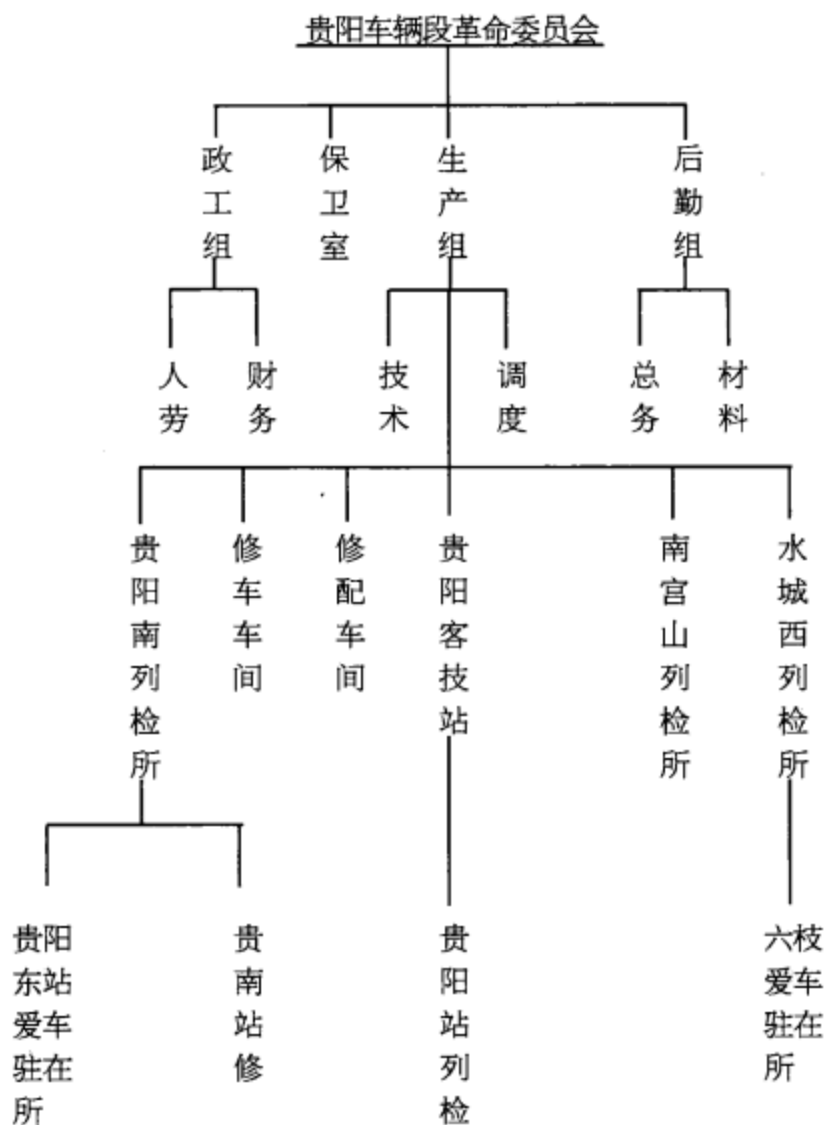 贵阳车辆段革命委员会
政工组
保卫室
生产组
后勤组
人劳
财务
技术
调度
总务
材料
贵阳南列检所
修车车间
修配车间
贵阳客技站
南宫山列检所
水城西列检所
贵阳东站爱车驻在所
贵南站修
贵阳站列检
六枝爱车驻在所